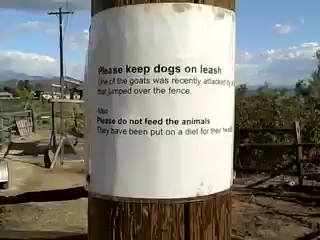 Please keep dogs on leash
One of the goats was recently attacked by a
that jumped over the fence.
Also
Please do not feed the animals
They have been put on a diet for their